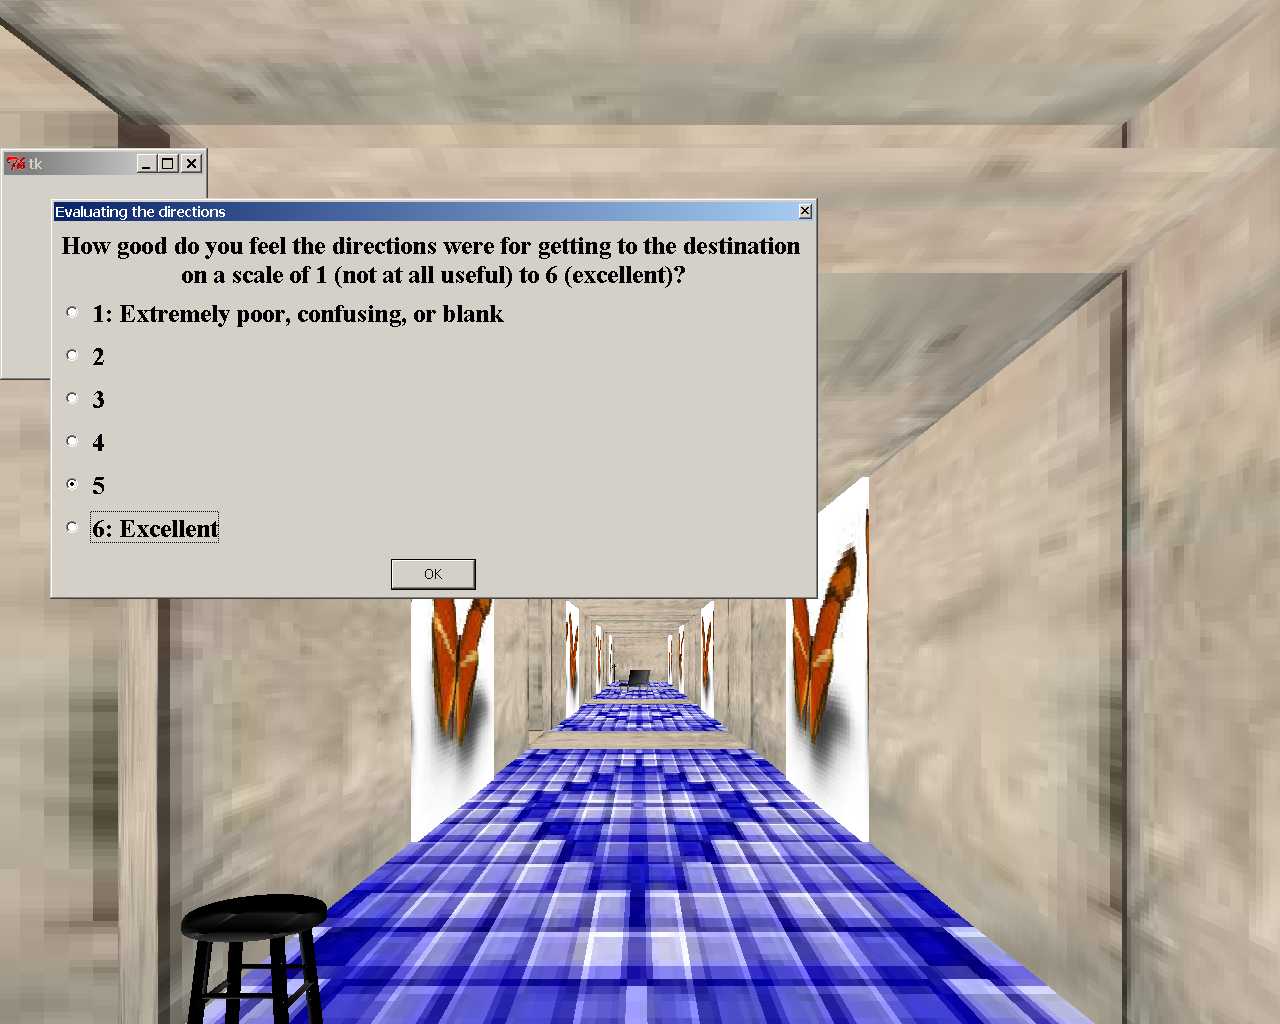 tk
Evaluating the directions
How good do you feel the directions were for getting to the destination
on a scale of 1 (not at all useful) to 6 (excellent)?
1: Extremely poor, confusing, or blank
2
3
4
5
6: Excellent
OK